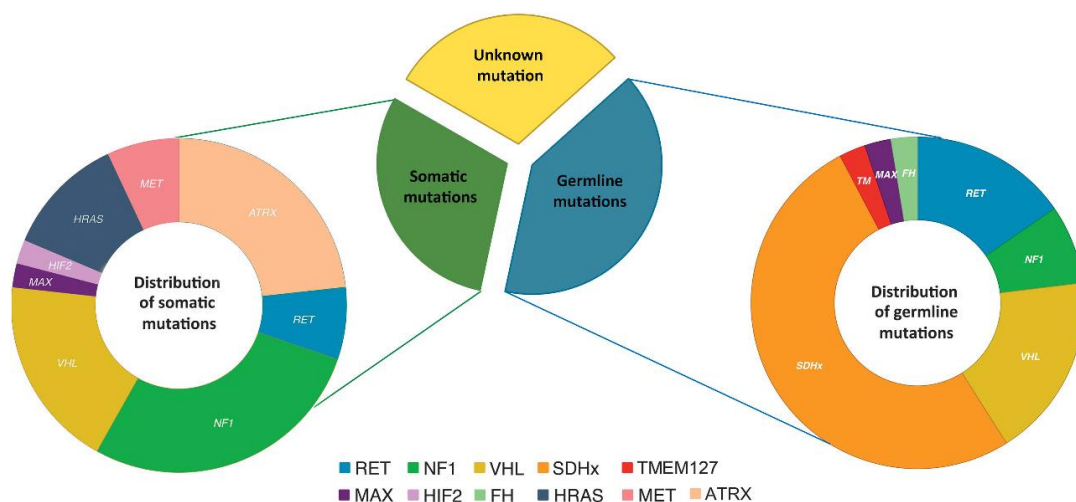 Unknown
mutation
Somatic
mutations
Germline
mutations
MET
ATRX
HRAS
HIF2
MAX
RET
VHL
NF1
Distribution
of somatic
mutations
TM
MAX
FH
RET
NF1
VHL
SDHx
Distribution
of germline
mutations
RET NF1 VHL SDHx TMEM127
MAX HIF2 FH HRAS MET ATRX